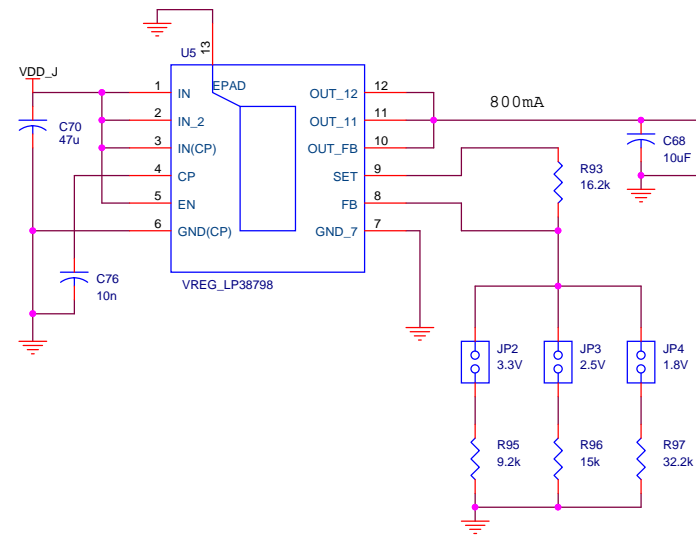 U5
13
VDD_J
EPAD
1 IN
OUT_12 12
2 IN_2
OUT_11 11
800mA
3 IN(CP)
OUT_FB 10
4 CP
SET 9
5 EN
FB 8
6 GND(CP)
GND_7 7
VREG_LP38798
C70
47u
C68
10uF
R93
16.2k
C76
10n
JP2
3.3V
JP3
2.5V
JP4
1.8V
R95
9.2k
R96
15k
R97
32.2k